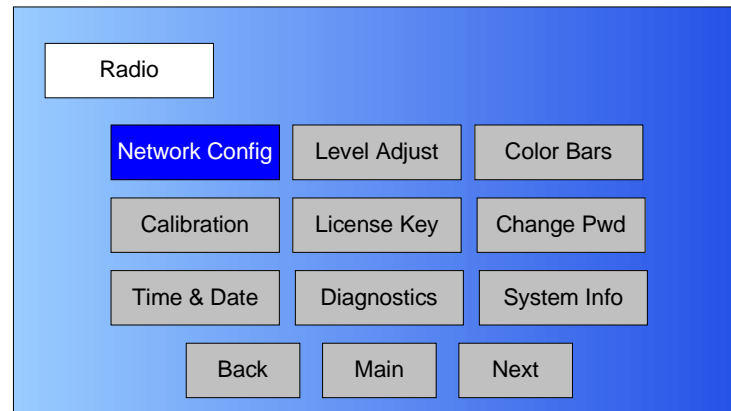 Radio
Network Config
Level Adjust
Color Bars
Calibration
License Key
Change Pwd
Time & Date
Diagnostics
System Info
Back
Main
Next